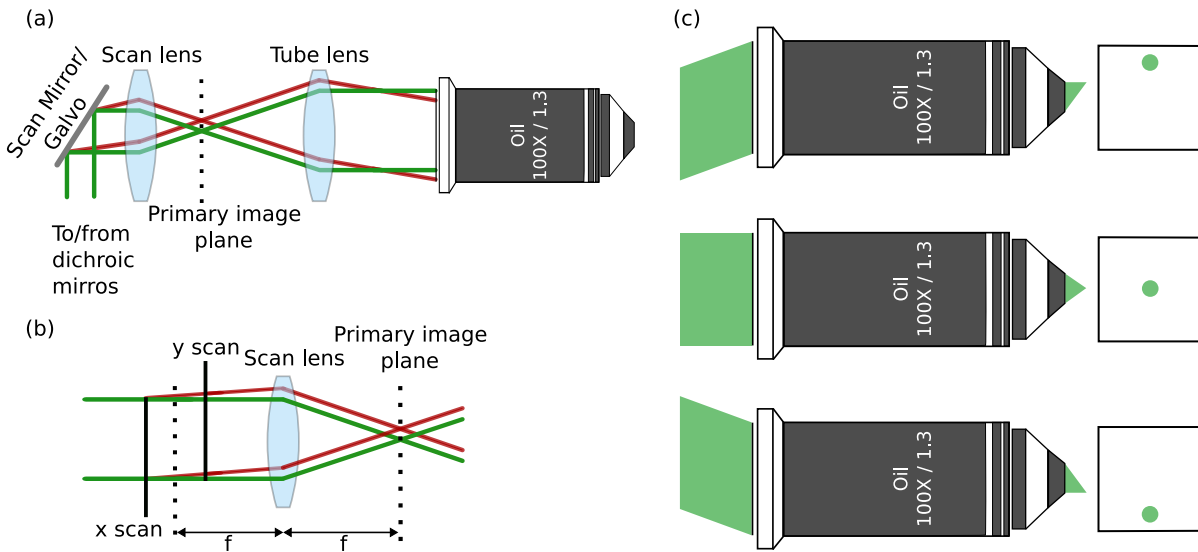 (a)
Scan lens
Tube lens
Scan Mirror/
Galvo
Oil
100X / 1.3
Primary image
plane
To/from
dichroic
mirros
(b)
y scan
Scan lens
Primary image
plane
x scan
f
f
(c)
Oil
100X / 1.3
Oil
100X / 1.3
Oil
100X / 1.3